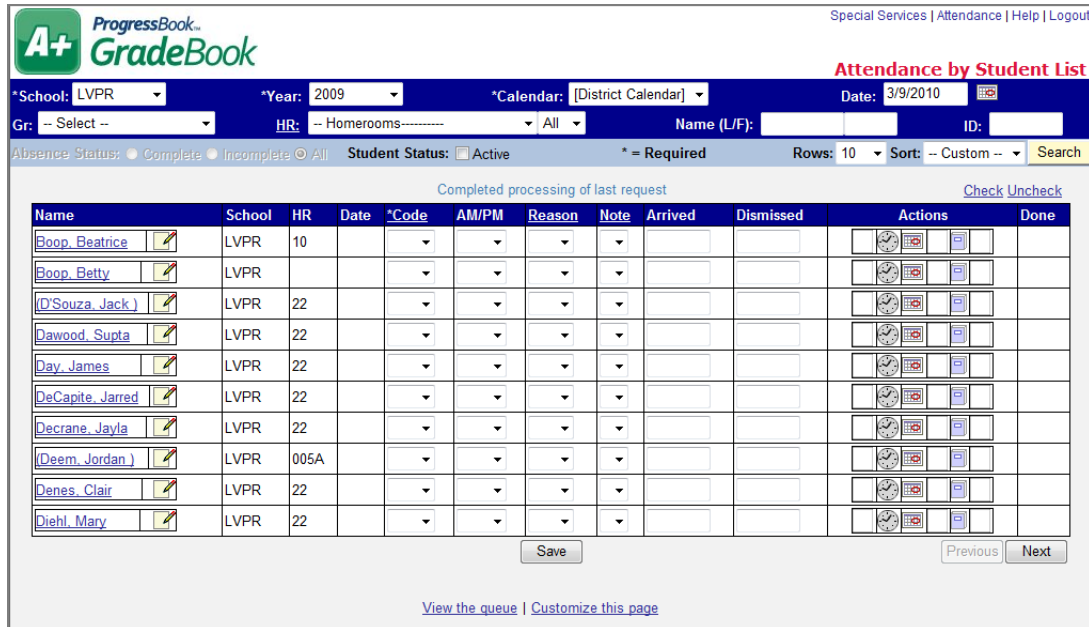 Special Services | Attendance | Help | Logout
A+ ProgressBook™
GradeBook
Attendance by Student List
*School: LVPR *Year: 2009 *Calendar: [District Calendar] Date: 3/9/2010
Gr: -- Select -- HR: -- Homerooms---------- All Name (L/F): ID:
Absence Status: Complete Incomplete All Student Status: Active * = Required Rows: 10 Sort: -- Custom -- Search
Completed processing of last request Check Uncheck
Name School HR Date *Code AM/PM Reason Note Arrived Dismissed Actions Done
Boop, Beatrice LVPR 10
Boop, Betty LVPR
(D'Souza, Jack ) LVPR 22
Dawood, Supta LVPR 22
Day, James LVPR 22
DeCapite, Jarred LVPR 22
Decrane, Jayla LVPR 22
(Deem, Jordan ) LVPR 005A
Denes, Clair LVPR 22
Diehl, Mary LVPR 22
Save Previous Next
View the queue | Customize this page